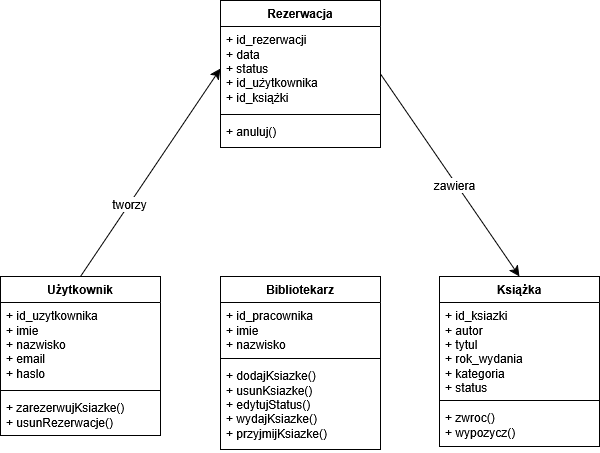 Rezerwacja
+ id_rezerwacji
+ data
+ status
+ id_użytkownika
+ id_książki
+ anuluj()
tworzy
zawiera
Użytkownik
+ id_uzytkownika
+ imie
+ nazwisko
+ email
+ haslo
+ zarezerwujKsiazke()
+ usunRezerwacje()
Bibliotekarz
+ id_pracownika
+ imie
+ nazwisko
+ dodajKsiazke()
+ usunKsiazke()
+ edytujStatus()
+ wydajKsiazke()
+ przyjmijKsiazke()
Książka
+ id_ksiazki
+ autor
+ tytul
+ rok_wydania
+ kategoria
+ status
+ zwroc()
+ wypozycz()